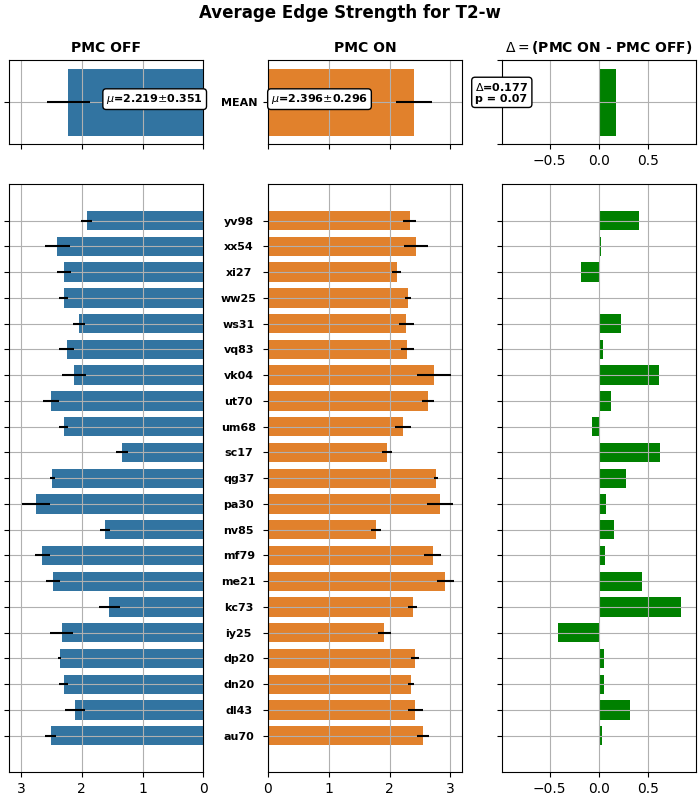 Average Edge Strength for T2-w
PMC OFF
PMC ON
Δ = (PMC ON - PMC OFF)
μ=2.219±0.351
MEAN
μ=2.396±0.296
Δ=0.177
p = 0.07
−0.5 0.0 0.5
yv98
xx54
xi27
ww25
ws31
vq83
vk04
ut70
um68
sc17
qg37
pa30
nv85
mf79
me21
kc73
iy25
dp20
dn20
dl43
au70
3 2 1 0
0 1 2 3
−0.5 0.0 0.5